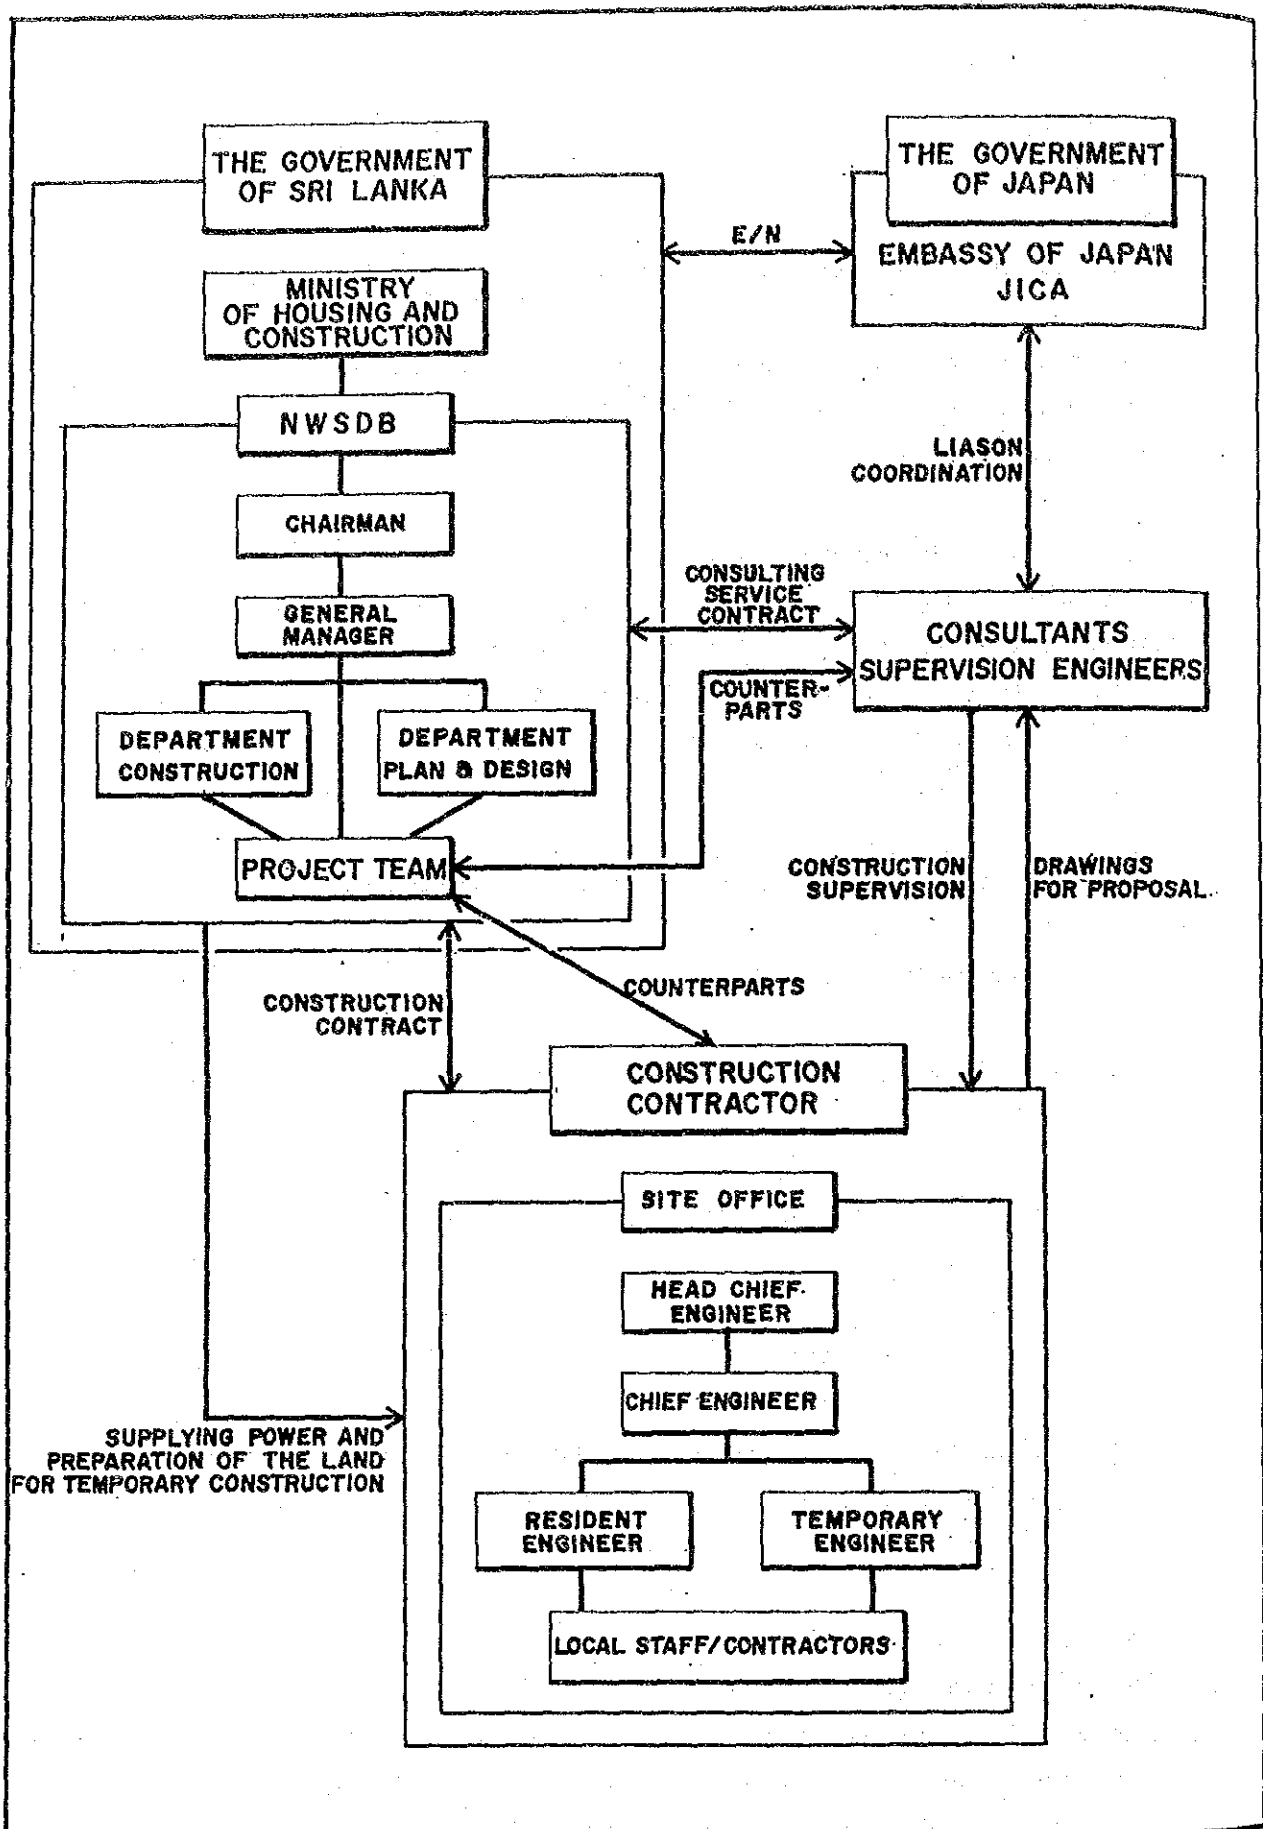 THE GOVERNMENT
OF SRI LANKA
THE GOVERNMENT
OF JAPAN
E/N
EMBASSY OF JAPAN
JICA
MINISTRY
OF HOUSING AND
CONSTRUCTION
NWSDB
LIASON
COORDINATION
CHAIRMAN
CONSULTING
SERVICE
CONTRACT
GENERAL
MANAGER
CONSULTANTS
SUPERVISION ENGINEERS
COUNTER-
PARTS
DEPARTMENT
CONSTRUCTION
DEPARTMENT
PLAN & DESIGN
PROJECT TEAM
CONSTRUCTION
SUPERVISION
DRAWINGS
FOR PROPOSAL
CONSTRUCTION
CONTRACT
COUNTERPARTS
CONSTRUCTION
CONTRACTOR
SITE OFFICE
HEAD CHIEF
ENGINEER
CHIEF ENGINEER
SUPPLYING POWER AND
PREPARATION OF THE LAND
FOR TEMPORARY CONSTRUCTION
RESIDENT
ENGINEER
TEMPORARY
ENGINEER
LOCAL STAFF/CONTRACTORS